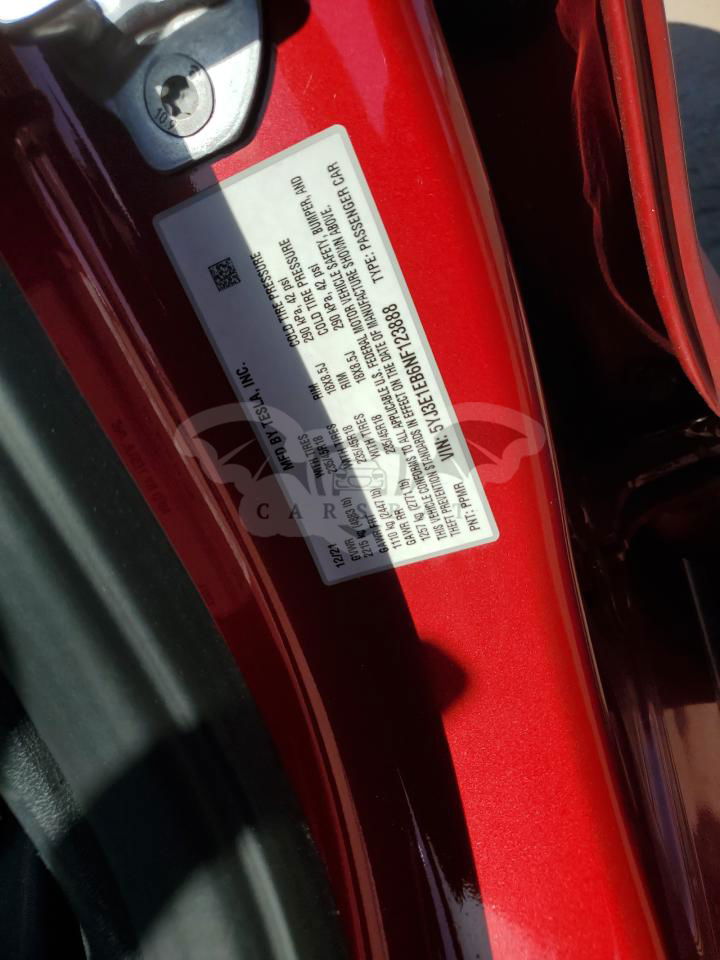 MFD BY TESLA, INC.
12/21
GVWR
2215 kg (4884 lb)
GAWR FRT WITH TIRES RIM COLD TIRE PRESSURE
1110 kg (2447 lb) 235/45R18 18X8.5J 290 kPa, 42 psi
GAWR RR WITH TIRES RIM COLD TIRE PRESSURE
1257 kg (2771 lb) 235/45R18 18X8.5J 290 kPa, 42 psi
THIS VEHICLE CONFORMS TO ALL APPLICABLE U.S. FEDERAL MOTOR VEHICLE SAFETY, BUMPER, AND
THEFT PREVENTION STANDARDS IN EFFECT ON THE DATE OF MANUFACTURE SHOWN ABOVE.
PNT: PPMR VIN: 5YJ3E1EB6NF123888 TYPE: PASSENGER CAR
10.9